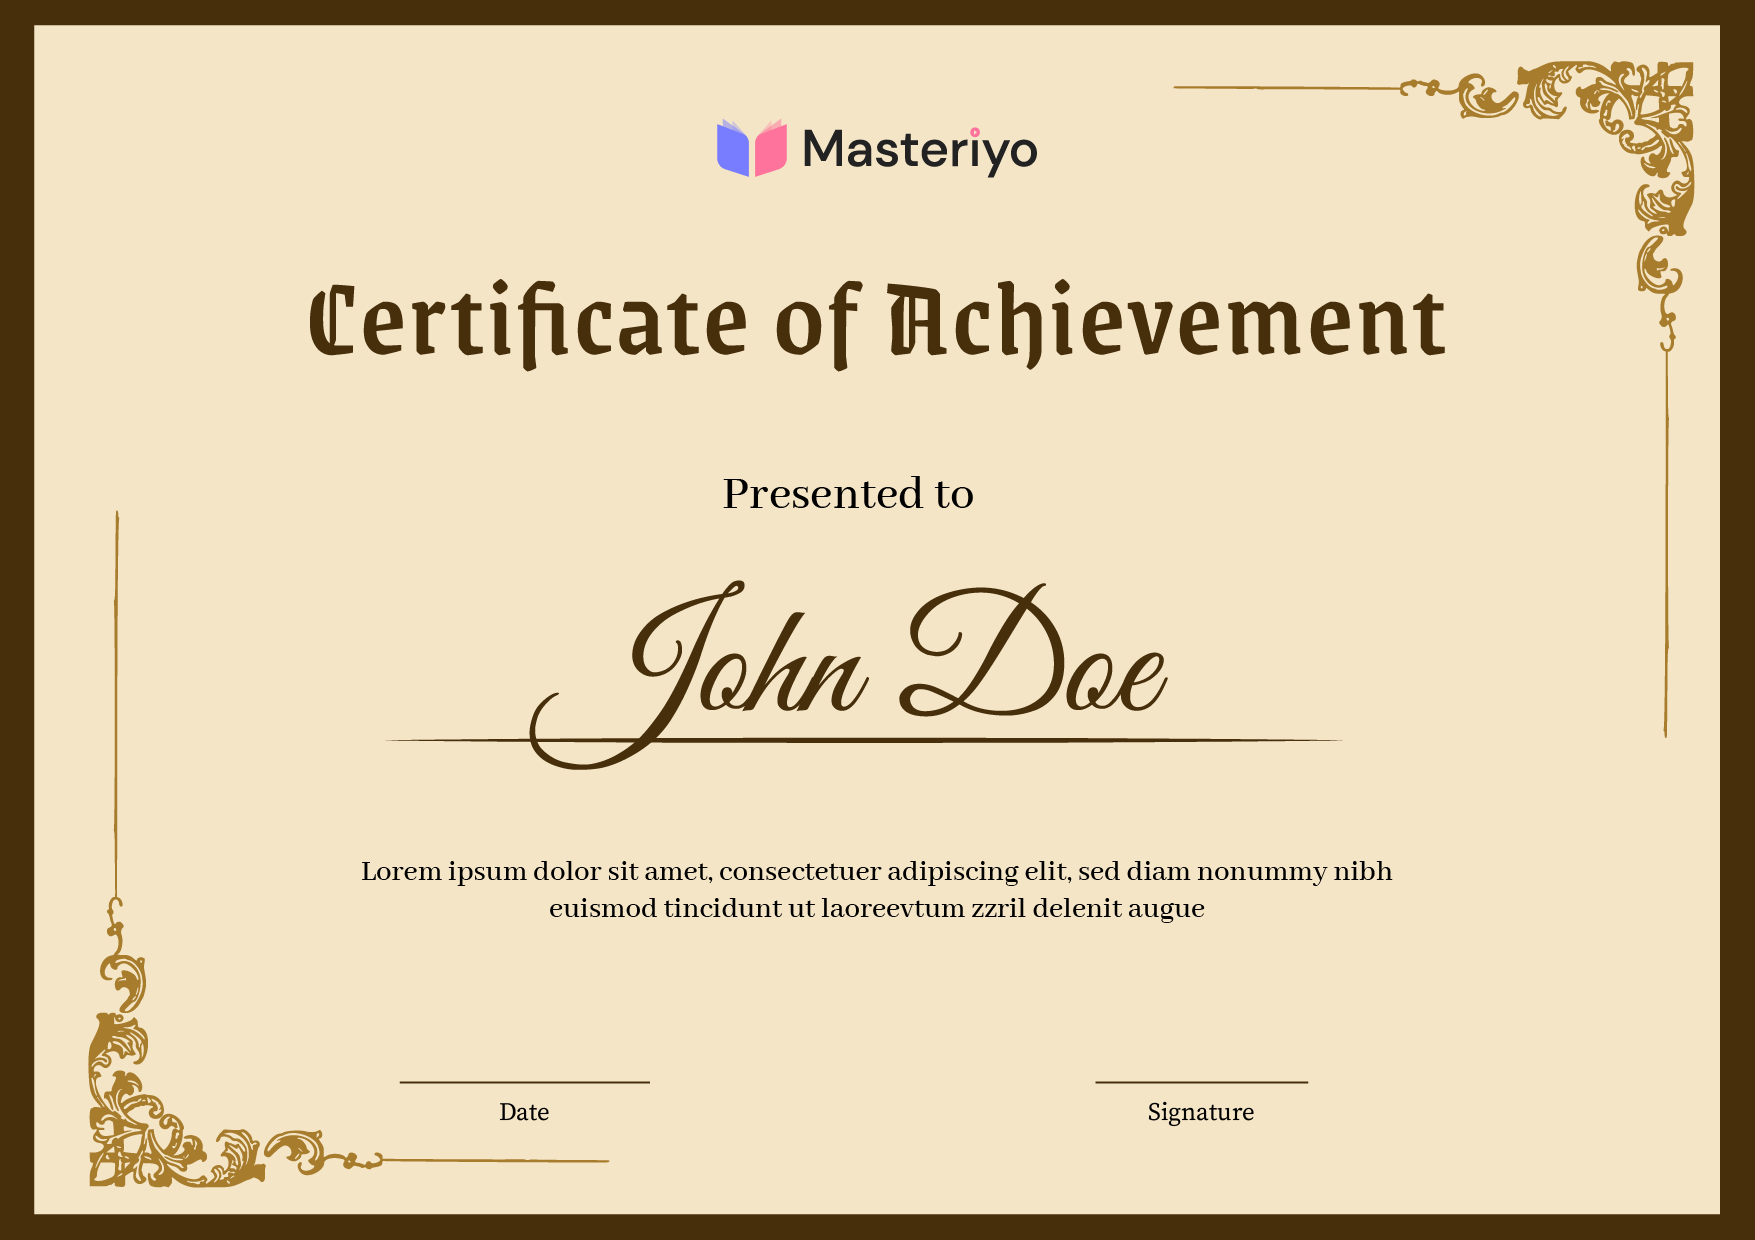 Masteriyo
Certificate of Achievement
Presented to
John Doe
Lorem ipsum dolor sit amet, consectetuer adipiscing elit, sed diam nonummy nibh
euismod tincidunt ut laoreevtum zzril delenit augue
Date
Signature